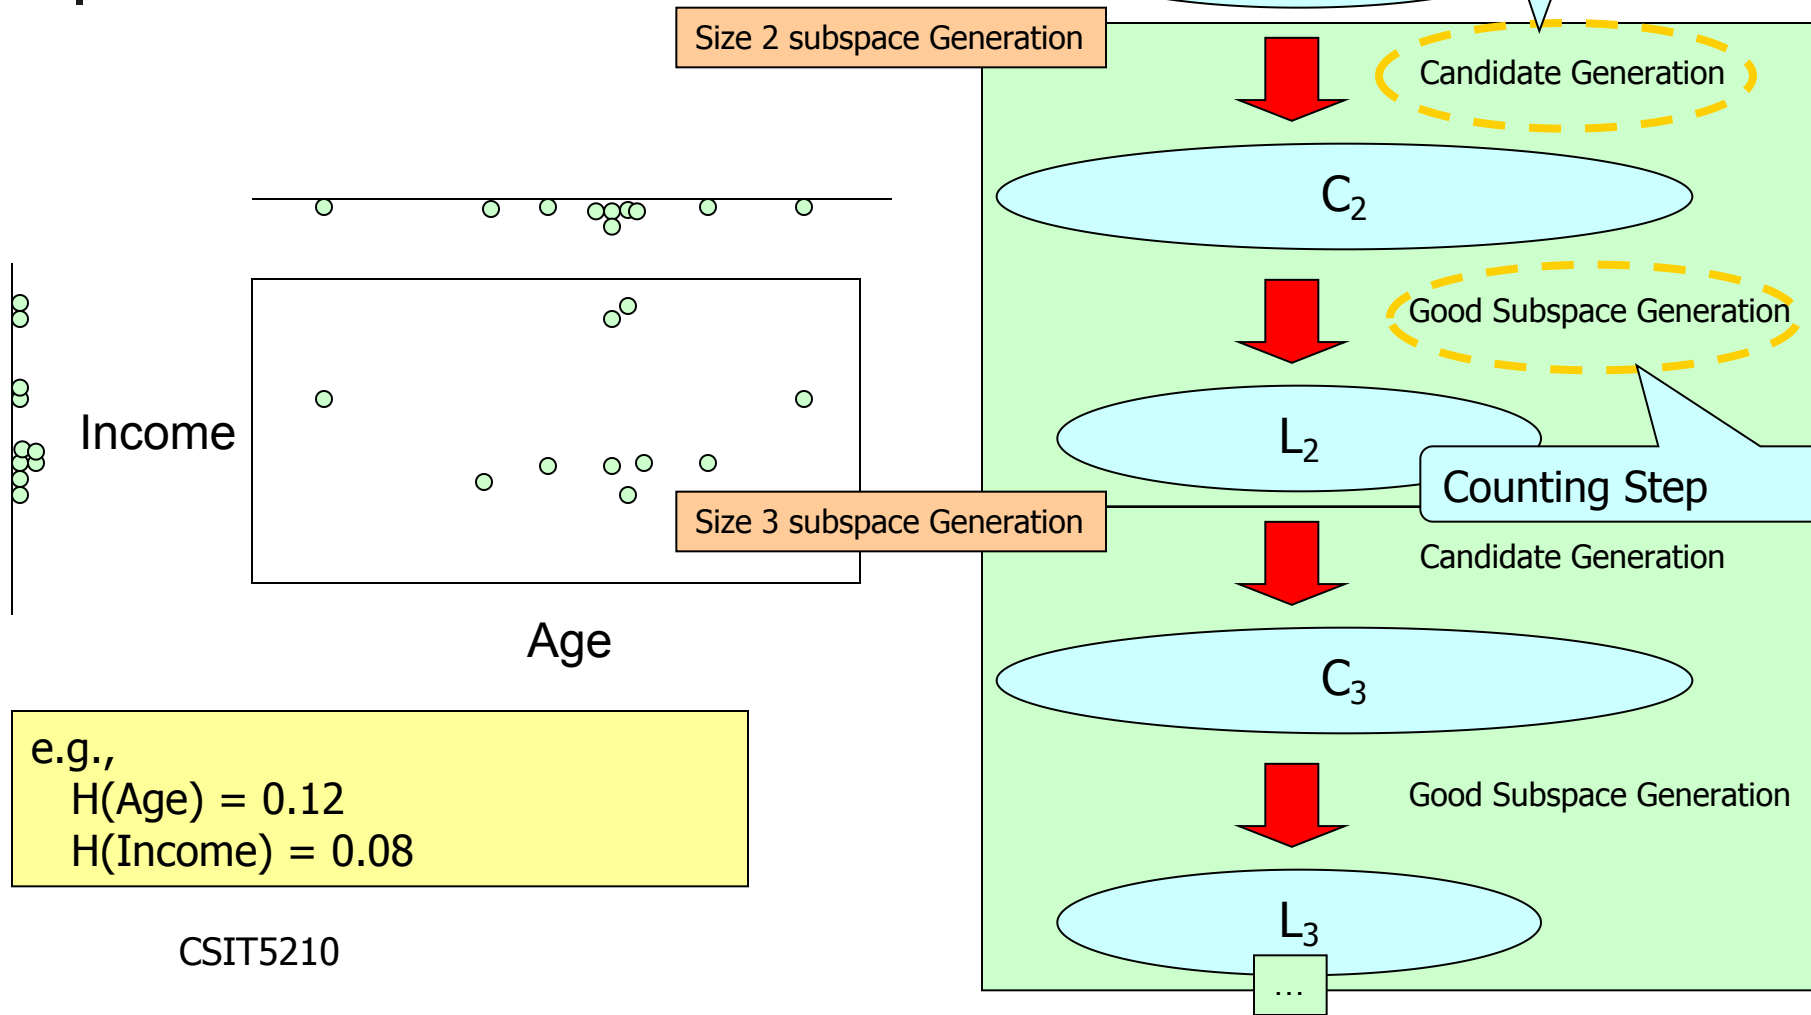 Size 2 subspace Generation
Candidate Generation
C2
Good Subspace Generation
Income
L2
Counting Step
Size 3 subspace Generation
Candidate Generation
Age
C3
e.g.,
H(Age) = 0.12
H(Income) = 0.08
Good Subspace Generation
L3
CSIT5210
...